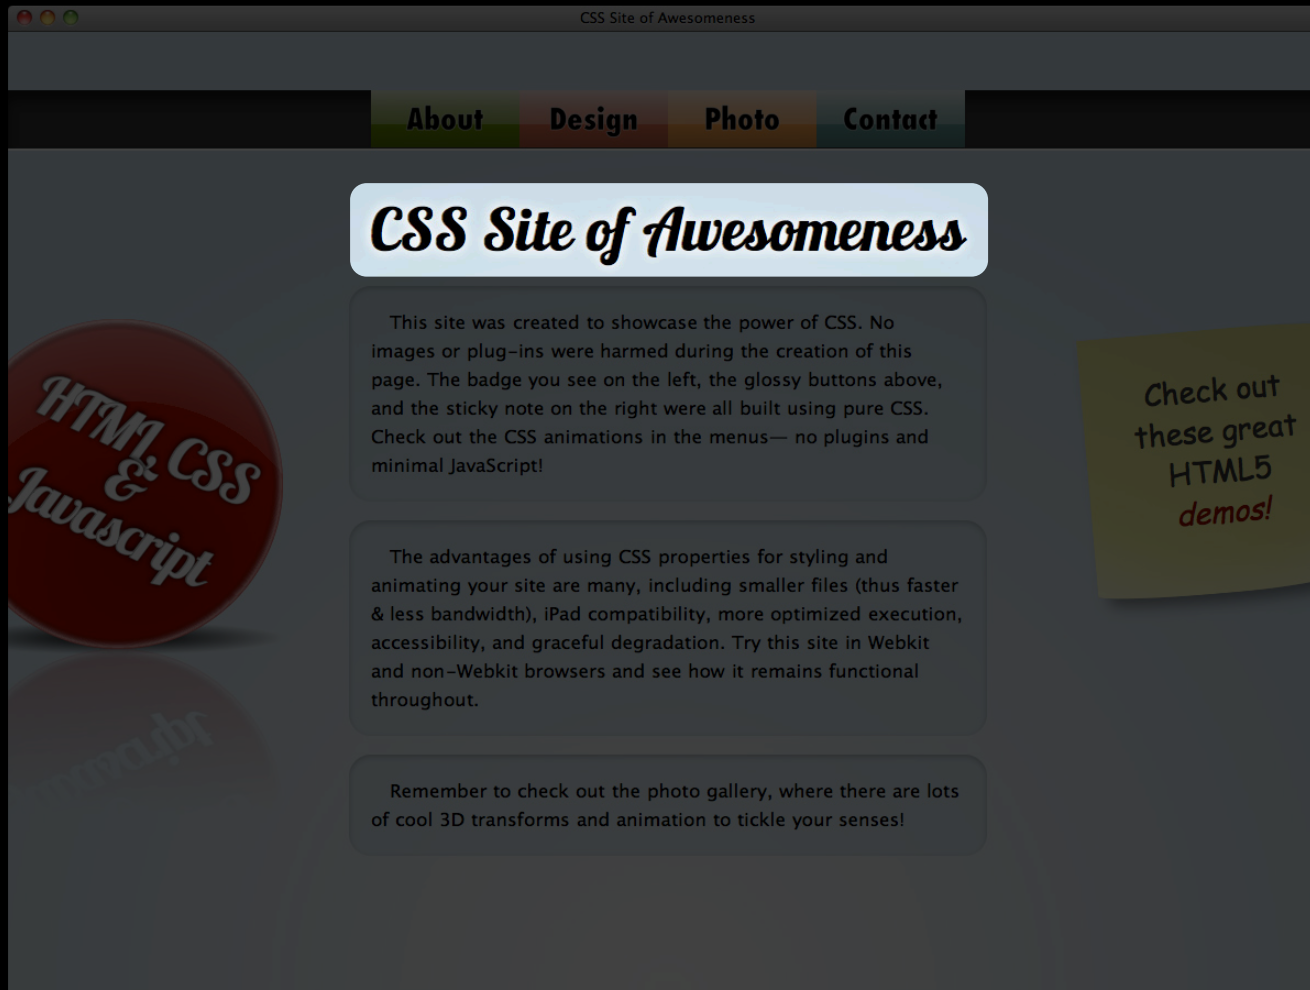 CSS Site of Awesomeness
About Design Photo Contact
CSS Site of Awesomeness
This site was created to showcase the power of CSS. No
images or plug-ins were harmed during the creation of this
page. The badge you see on the left, the glossy buttons above,
and the sticky note on the right were all built using pure CSS.
Check out the CSS animations in the menus— no plugins and
minimal JavaScript!
The advantages of using CSS properties for styling and
animating your site are many, including smaller files (thus faster
& less bandwidth), iPad compatibility, more optimized execution,
accessibility, and graceful degradation. Try this site in Webkit
and non-Webkit browsers and see how it remains functional
throughout.
Remember to check out the photo gallery, where there are lots
of cool 3D transforms and animation to tickle your senses!
HTML CSS
&
Javascript
Check out
these great
HTML5
demos!